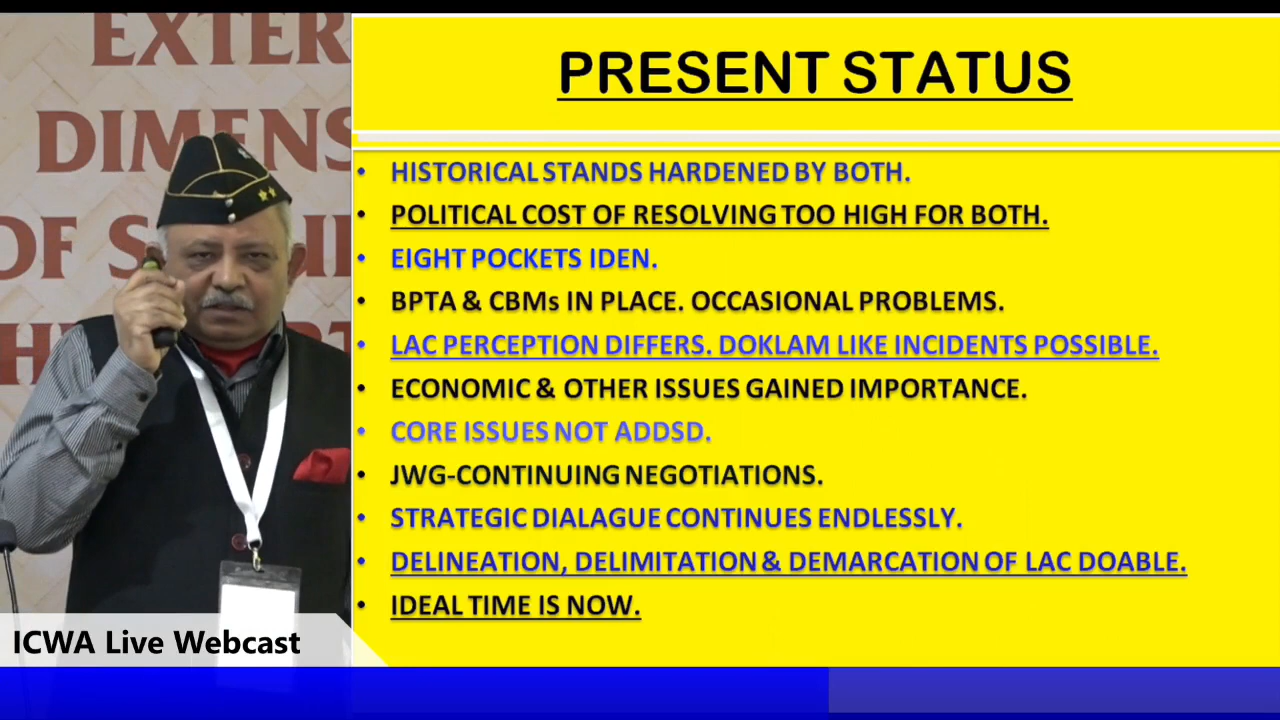 EXTER
DIMENS
OF S
H
PRESENT STATUS
• HISTORICAL STANDS HARDENED BY BOTH.
• POLITICAL COST OF RESOLVING TOO HIGH FOR BOTH.
• EIGHT POCKETS IDEN.
• BPTA & CBMs IN PLACE. OCCASIONAL PROBLEMS.
• LAC PERCEPTION DIFFERS. DOKLAM LIKE INCIDENTS POSSIBLE.
• ECONOMIC & OTHER ISSUES GAINED IMPORTANCE.
• CORE ISSUES NOT ADDSD.
• JWG-CONTINUING NEGOTIATIONS.
• STRATEGIC DIALAGUE CONTINUES ENDLESSLY.
• DELINEATION, DELIMITATION & DEMARCATION OF LAC DOABLE.
• IDEAL TIME IS NOW.
ICWA Live Webcast